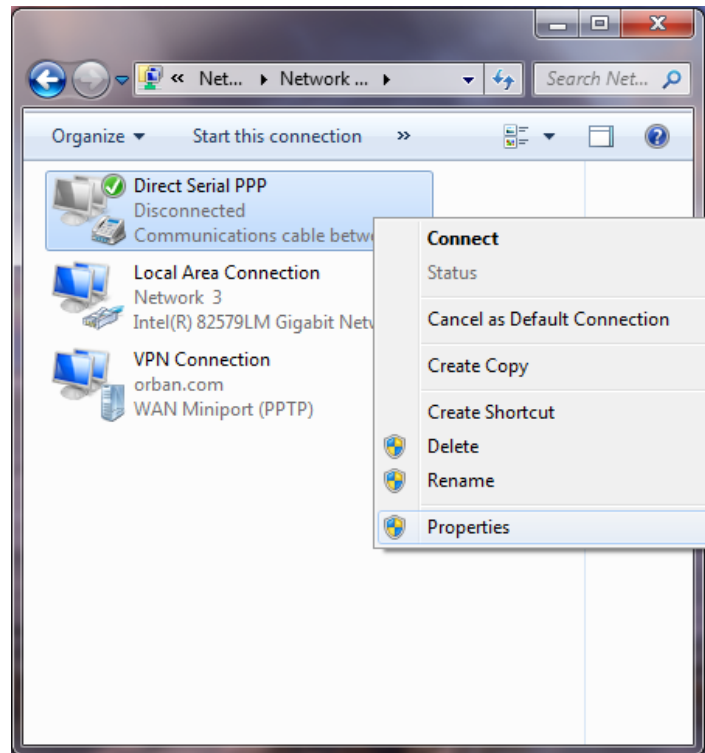 « Net... Network ...
Search Net...
Organize Start this connection »
Direct Serial PPP
Disconnected
Communications cable betw
Local Area Connection
Network 3
Intel(R) 82579LM Gigabit Netw
VPN Connection
orban.com
WAN Miniport (PPTP)
Connect
Status
Cancel as Default Connection
Create Copy
Create Shortcut
Delete
Rename
Properties